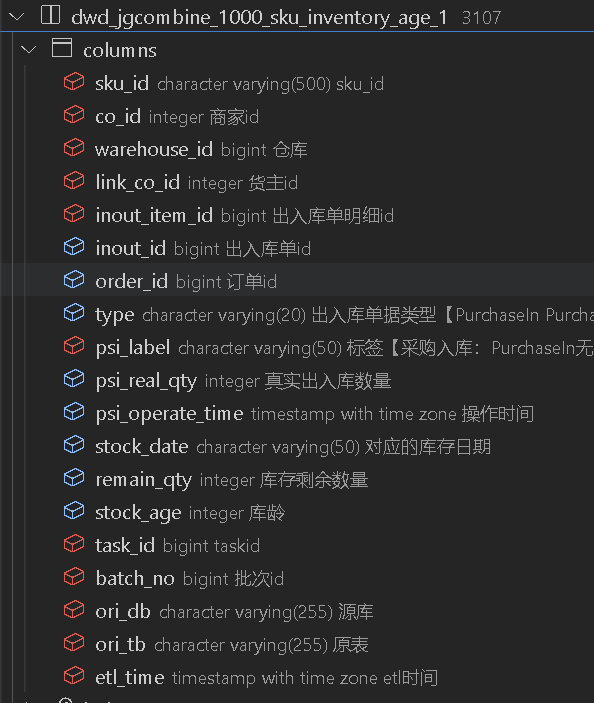 dwd_jgcombine_1000_sku_inventory_age_1 3107
columns
sku_id character varying(500) sku_id
co_id integer 商家id
warehouse_id bigint 仓库
link_co_id integer 货主id
inout_item_id bigint 出入库单明细id
inout_id bigint 出入库单id
order_id bigint 订单id
type character varying(20) 出入库单据类型【PurchaseIn Purcha
psi_label character varying(50) 标签【采购入库：PurchaseIn无
psi_real_qty integer 真实出入库数量
psi_operate_time timestamp with time zone 操作时间
stock_date character varying(50) 对应的库存日期
remain_qty integer 库存剩余数量
stock_age integer 库龄
task_id bigint taskid
batch_no bigint 批次id
ori_db character varying(255) 源库
ori_tb character varying(255) 原表
etl_time timestamp with time zone etl时间